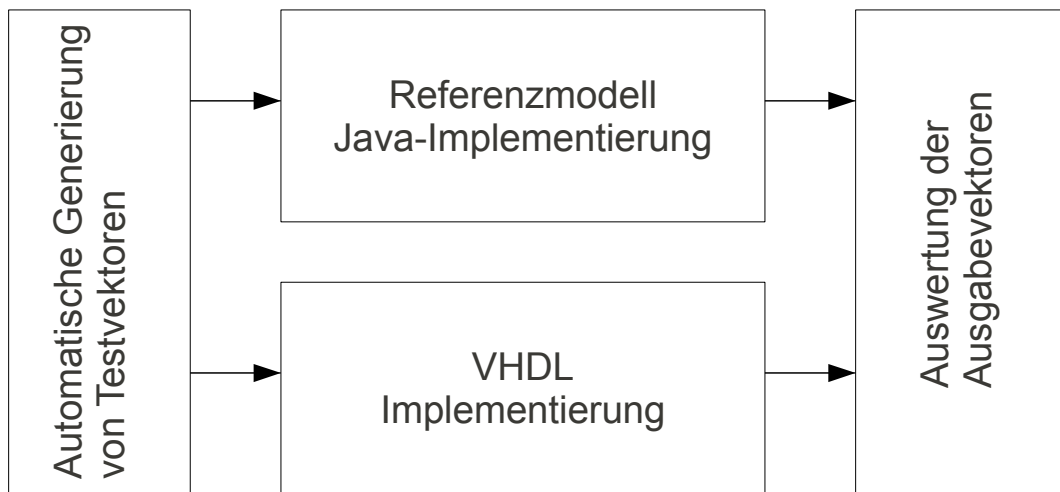 Automatische Generierung
von Testvektoren
Referenzmodell
Java-Implementierung
VHDL
Implementierung
Auswertung der
Ausgabevektoren